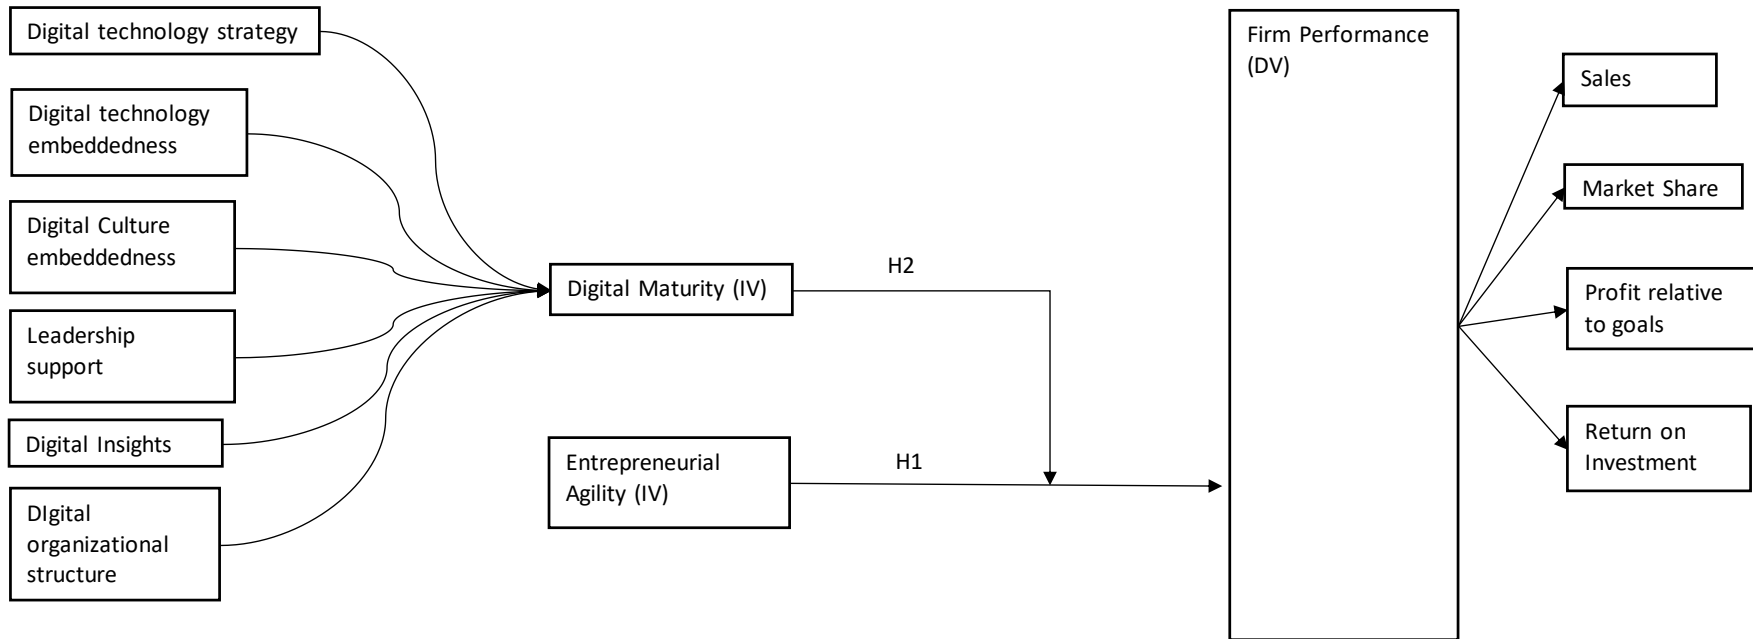 Digital technology strategy
Digital technology
embeddedness
Digital Culture
embeddedness
Leadership
support
Digital Insights
DIgital
organizational
structure
Digital Maturity (IV)
H2
Entrepreneurial
Agility (IV)
H1
Firm Performance
(DV)
Sales
Market Share
Profit relative
to goals
Return on
Investment